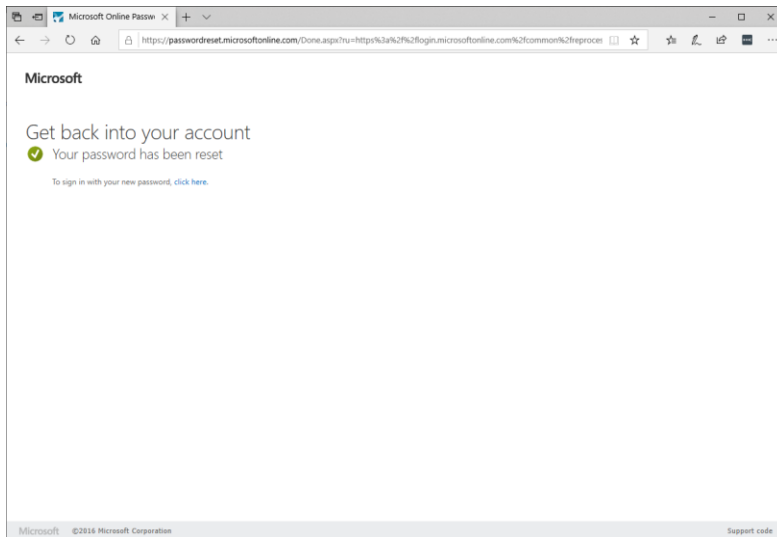 Microsoft Online Passw
https://passwordreset.microsoftonline.com/Done.aspx?ru=https%3a%2f%2flogin.microsoftonline.com%2fcommon%2freproces
Microsoft
Get back into your account
Your password has been reset
To sign in with your new password, click here.
Microsoft ©2016 Microsoft Corporation Support code